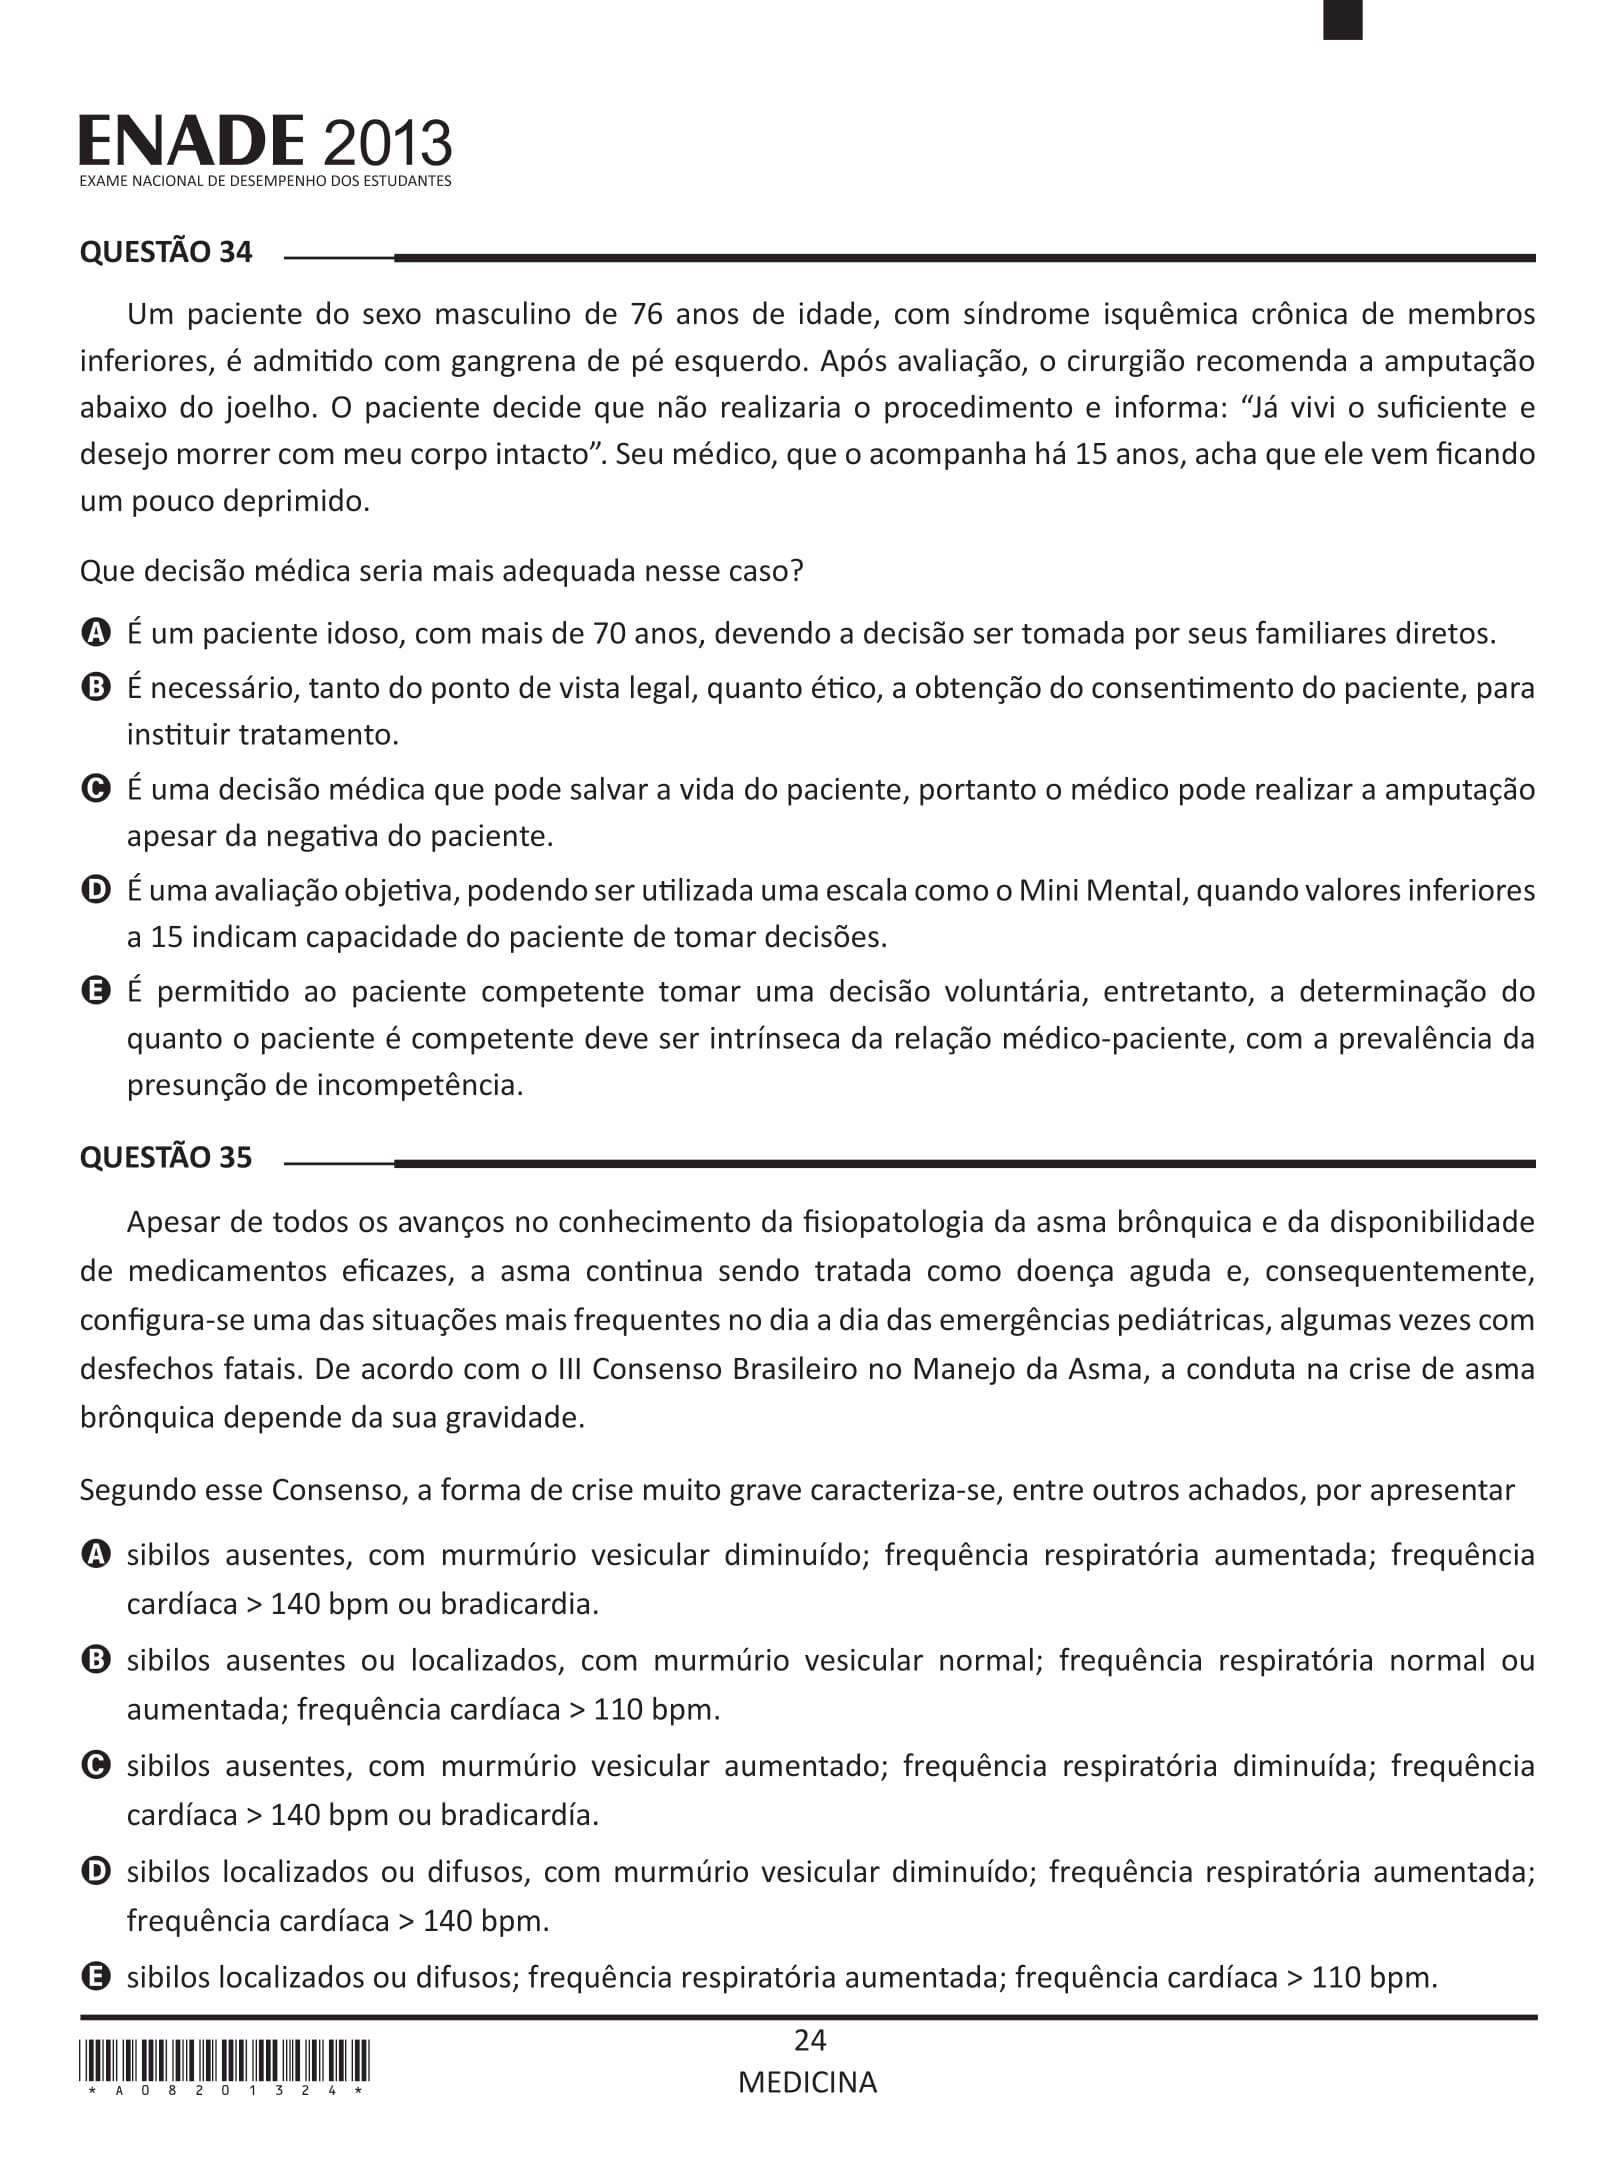 ENADE 2013
EXAME NACIONAL DE DESEMPENHO DOS ESTUDANTES
QUESTÃO 34
Um paciente do sexo masculino de 76 anos de idade, com síndrome isquêmica crônica de membros
inferiores, é admitido com gangrena de pé esquerdo. Após avaliação, o cirurgião recomenda a amputação
abaixo do joelho. O paciente decide que não realizaria o procedimento e informa: “Já vivi o suficiente e
desejo morrer com meu corpo intacto”. Seu médico, que o acompanha há 15 anos, acha que ele vem ficando
um pouco deprimido.
Que decisão médica seria mais adequada nesse caso?
A É um paciente idoso, com mais de 70 anos, devendo a decisão ser tomada por seus familiares diretos.
B É necessário, tanto do ponto de vista legal, quanto ético, a obtenção do consentimento do paciente, para
instituir tratamento.
C É uma decisão médica que pode salvar a vida do paciente, portanto o médico pode realizar a amputação
apesar da negativa do paciente.
D É uma avaliação objetiva, podendo ser utilizada uma escala como o Mini Mental, quando valores inferiores
a 15 indicam capacidade do paciente de tomar decisões.
E É permitido ao paciente competente tomar uma decisão voluntária, entretanto, a determinação do
quanto o paciente é competente deve ser intrínseca da relação médico-paciente, com a prevalência da
presunção de incompetência.
QUESTÃO 35
Apesar de todos os avanços no conhecimento da fisiopatologia da asma brônquica e da disponibilidade
de medicamentos eficazes, a asma continua sendo tratada como doença aguda e, consequentemente,
configura-se uma das situações mais frequentes no dia a dia das emergências pediátricas, algumas vezes com
desfechos fatais. De acordo com o III Consenso Brasileiro no Manejo da Asma, a conduta na crise de asma
brônquica depende da sua gravidade.
Segundo esse Consenso, a forma de crise muito grave caracteriza-se, entre outros achados, por apresentar
A sibilos ausentes, com murmúrio vesicular diminuído; frequência respiratória aumentada; frequência
cardíaca > 140 bpm ou bradicardia.
B sibilos ausentes ou localizados, com murmúrio vesicular normal; frequência respiratória normal ou
aumentada; frequência cardíaca > 110 bpm.
C sibilos ausentes, com murmúrio vesicular aumentado; frequência respiratória diminuída; frequência
cardíaca > 140 bpm ou bradicardía.
D sibilos localizados ou difusos, com murmúrio vesicular diminuído; frequência respiratória aumentada;
frequência cardíaca > 140 bpm.
E sibilos localizados ou difusos; frequência respiratória aumentada; frequência cardíaca > 110 bpm.
24
MEDICINA
* A 0 8 2 0 1 3 2 4 *